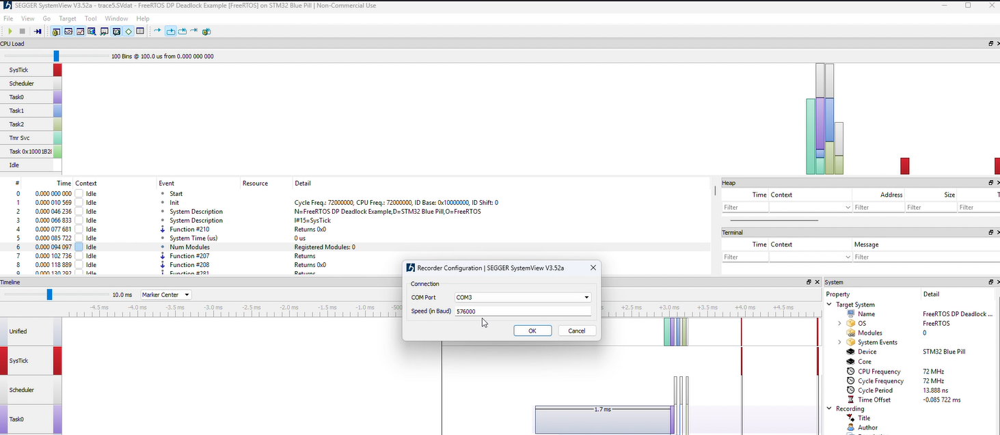 SEGGER SystemView V3.52a - trace5.SVdat - FreeRTOS DP Deadlock Example [FreeRTOS] on STM32 Blue Pill | Non-Commercial Use
File View Go Target Tool Window Help
CPU Load
100 Bins @ 100.0 us from 0.000 000 000
SysTick
Scheduler
Task0
Task1
Task2
Tmr Svc
Task 0x10001B28
Idle
# Time Context Event Resource Detail
0 0.000 000 000 Idle Start
1 0.000 010 569 Idle Init Cycle Freq.: 72000000, CPU Freq.: 72000000, ID Base: 0x10000000, ID Shift: 0
2 0.000 046 236 Idle System Description N=FreeRTOS DP Deadlock Example,D=STM32 Blue Pill,O=FreeRTOS
3 0.000 066 833 Idle System Description I#15=SysTick
4 0.000 077 681 Idle Function #210 Returns 0x0
5 0.000 085 722 Idle System Time (us) 0 us
6 0.000 094 097 Idle Num Modules Registered Modules: 0
7 0.000 102 736 Idle Function #207 Returns
8 0.000 118 889 Idle Function #208 Returns 0x0
9 0.000 130 292 Idle Function #281 Returns
Heap
Time Context Address Size
Filter Filter Filter Filter
Terminal
Time Context Message
Filter Filter
Recorder Configuration | SEGGER SystemView V3.52a
Connection
COM Port COM3
Speed (in Baud) 576000
OK Cancel
Timeline
10.0 ms Marker Center
-4.5 ms -4.0 ms -3.5 ms -3.0 ms -2.5 ms -2.0 ms -1.5 ms -1.0 ms -500 +2.5 ms +3.0 ms +3.5 ms +4.0 ms +4.5 ms
Unified
SysTick
Scheduler
Task0
1.7 ms
System
Property Detail
Target System
Name FreeRTOS DP Deadlock ...
OS FreeRTOS
Modules 0
System Events
Device STM32 Blue Pill
Core
CPU Frequency 72 MHz
Cycle Frequency 72 MHz
Cycle Period 13.888 ns
Time Offset -0.085 722 ms
Recording
Title
Author